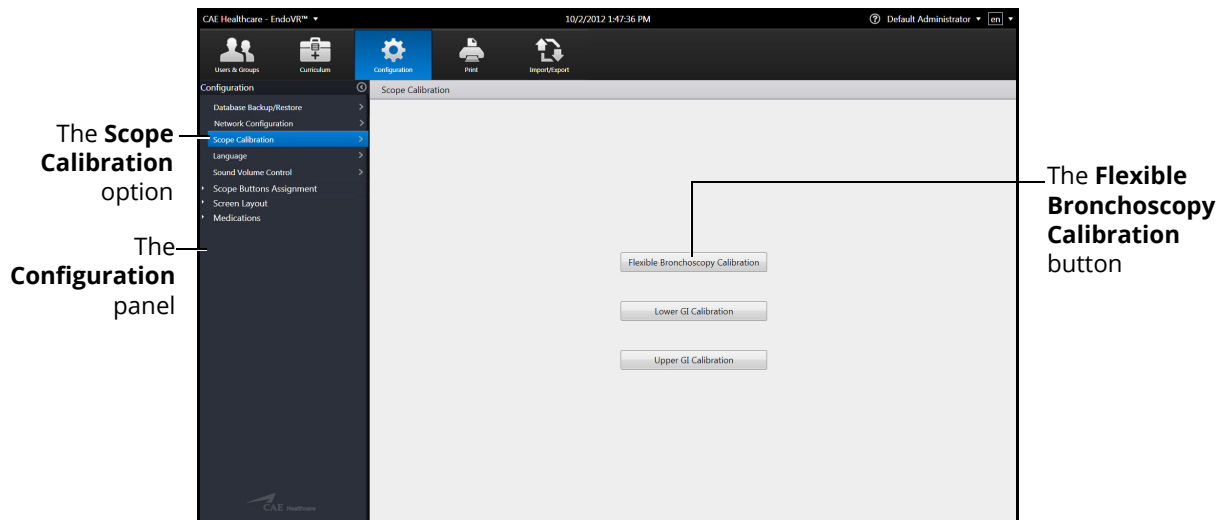 CAE Healthcare - EndoVR™
10/2/2012 1:47:36 PM
Default Administrator
en
Users & Groups
Curriculum
Configuration
Print
Import/Export
Configuration
Scope Calibration
Database Backup/Restore
Network Configuration
Scope Calibration
Language
Sound Volume Control
Scope Buttons Assignment
Screen Layout
Medications
The Scope
Calibration
option
The
Configuration
panel
Flexible Bronchoscopy Calibration
Lower GI Calibration
Upper GI Calibration
The Flexible
Bronchoscopy
Calibration
button
CAE Healthcare